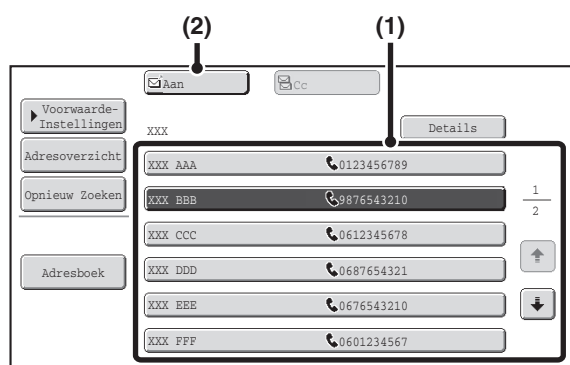 (2) (1)
Aan Cc
Voorwaarde-
Instellingen
XXX Details
Adresoverzicht
XXX AAA 0123456789
Opnieuw Zoeken
XXX BBB 9876543210
1
2
XXX CCC 0612345678
Adresboek
XXX DDD 0687654321
XXX EEE 0676543210
XXX FFF 0601234567